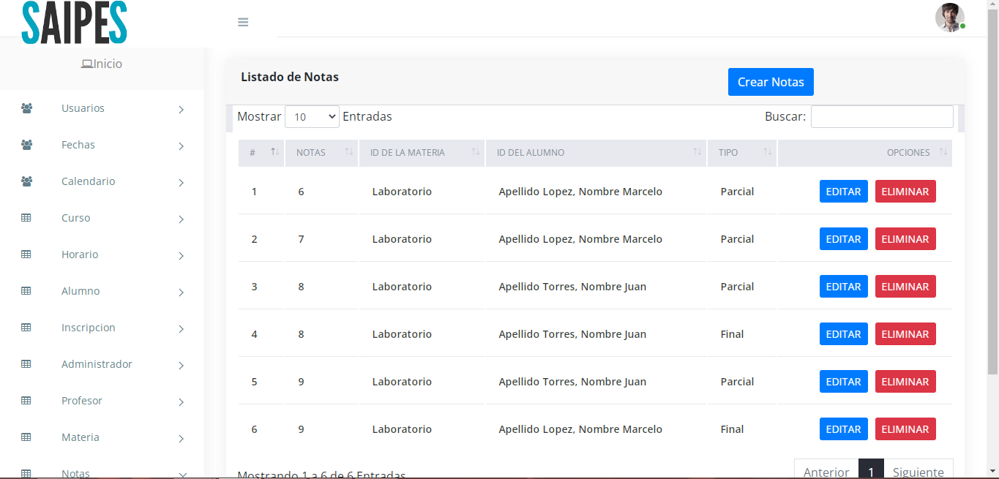 SAIPES
Inicio
Usuarios
Fechas
Calendario
Curso
Horario
Alumno
Inscripcion
Administrador
Profesor
Materia
Notas
Listado de Notas
Crear Notas
Mostrar 10 Entradas
Buscar:
# NOTAS ID DE LA MATERIA ID DEL ALUMNO TIPO OPCIONES
1 6 Laboratorio Apellido Lopez, Nombre Marcelo Parcial EDITAR ELIMINAR
2 7 Laboratorio Apellido Lopez, Nombre Marcelo Parcial EDITAR ELIMINAR
3 8 Laboratorio Apellido Torres, Nombre Juan Parcial EDITAR ELIMINAR
4 8 Laboratorio Apellido Torres, Nombre Juan Final EDITAR ELIMINAR
5 9 Laboratorio Apellido Torres, Nombre Juan Parcial EDITAR ELIMINAR
6 9 Laboratorio Apellido Lopez, Nombre Marcelo Final EDITAR ELIMINAR
Mostrando 1 a 6 de 6 Entradas
Anterior 1 Siguiente